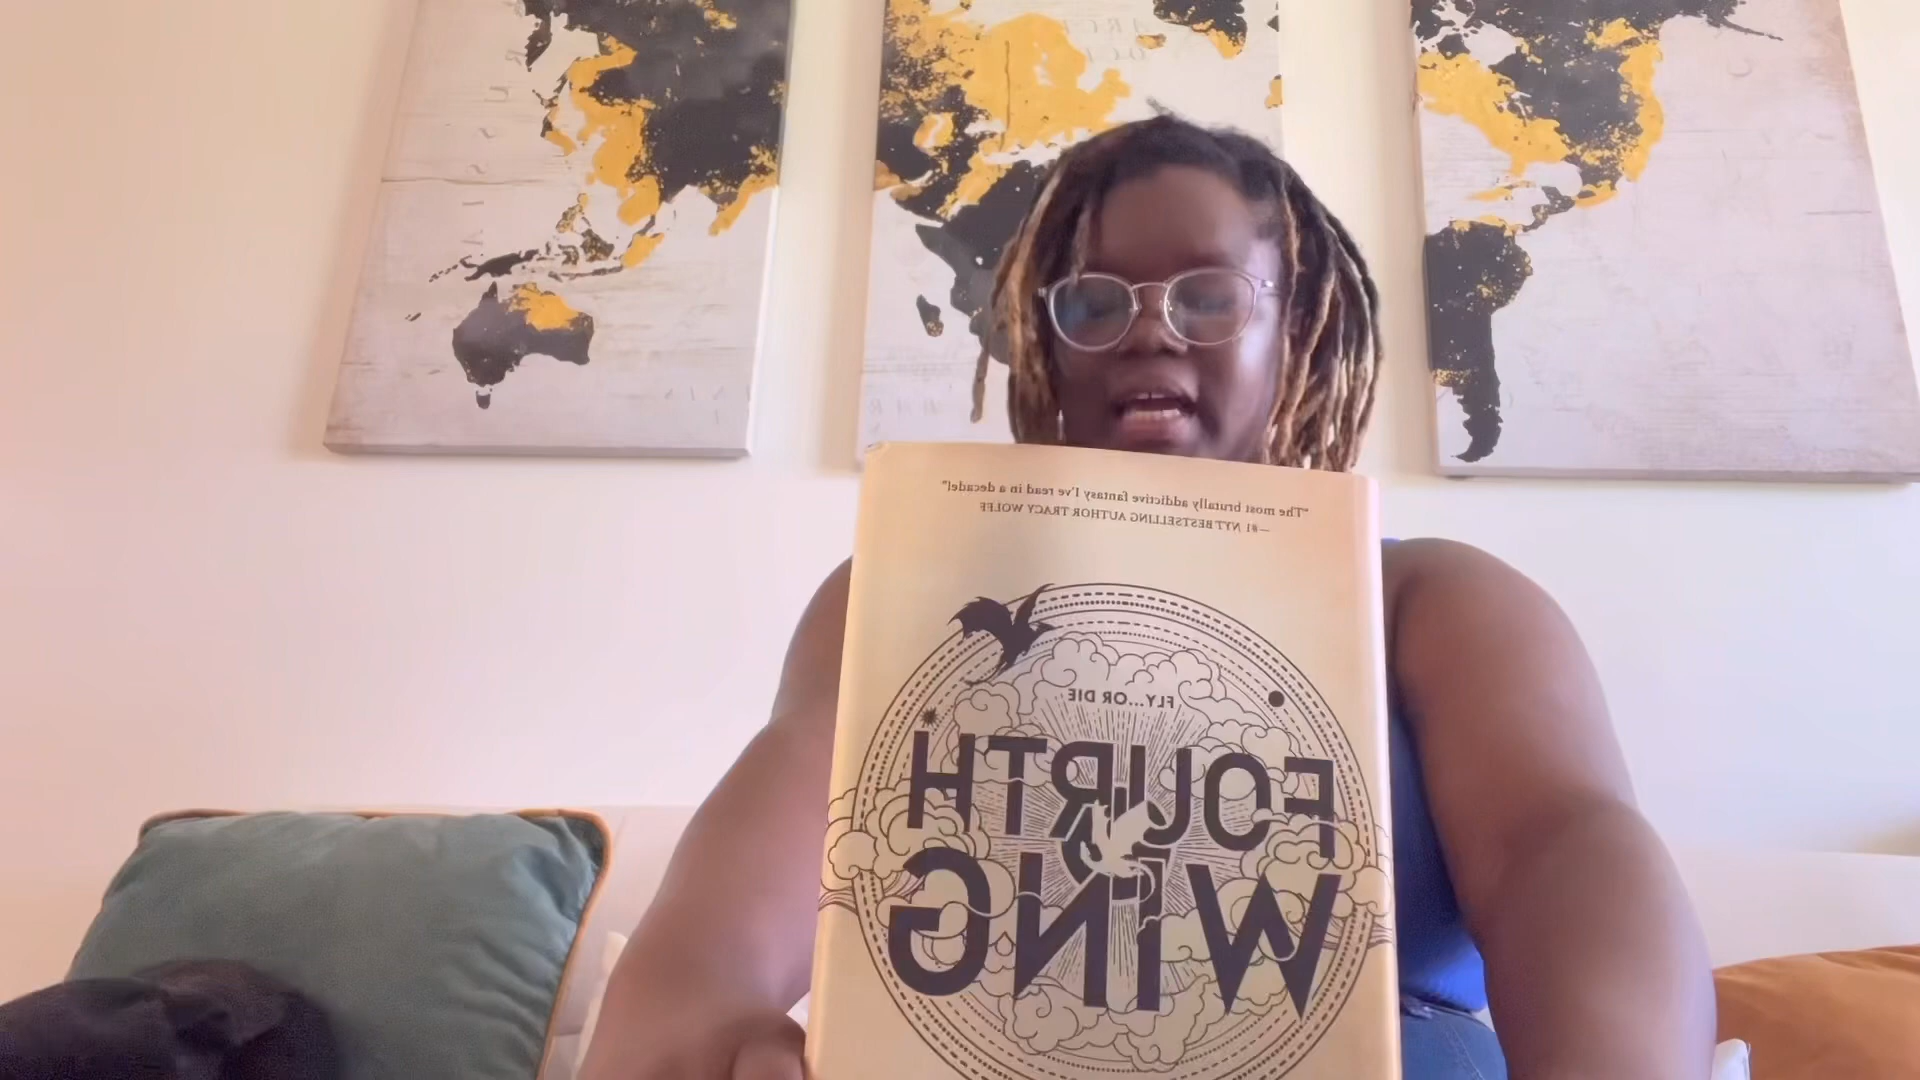 "The most brutally addictive fantasy I've read in a decade!"
—#1 NYT BESTSELLING AUTHOR TRACY WOLFF
FLY...OR DIE
FOURTH
WING